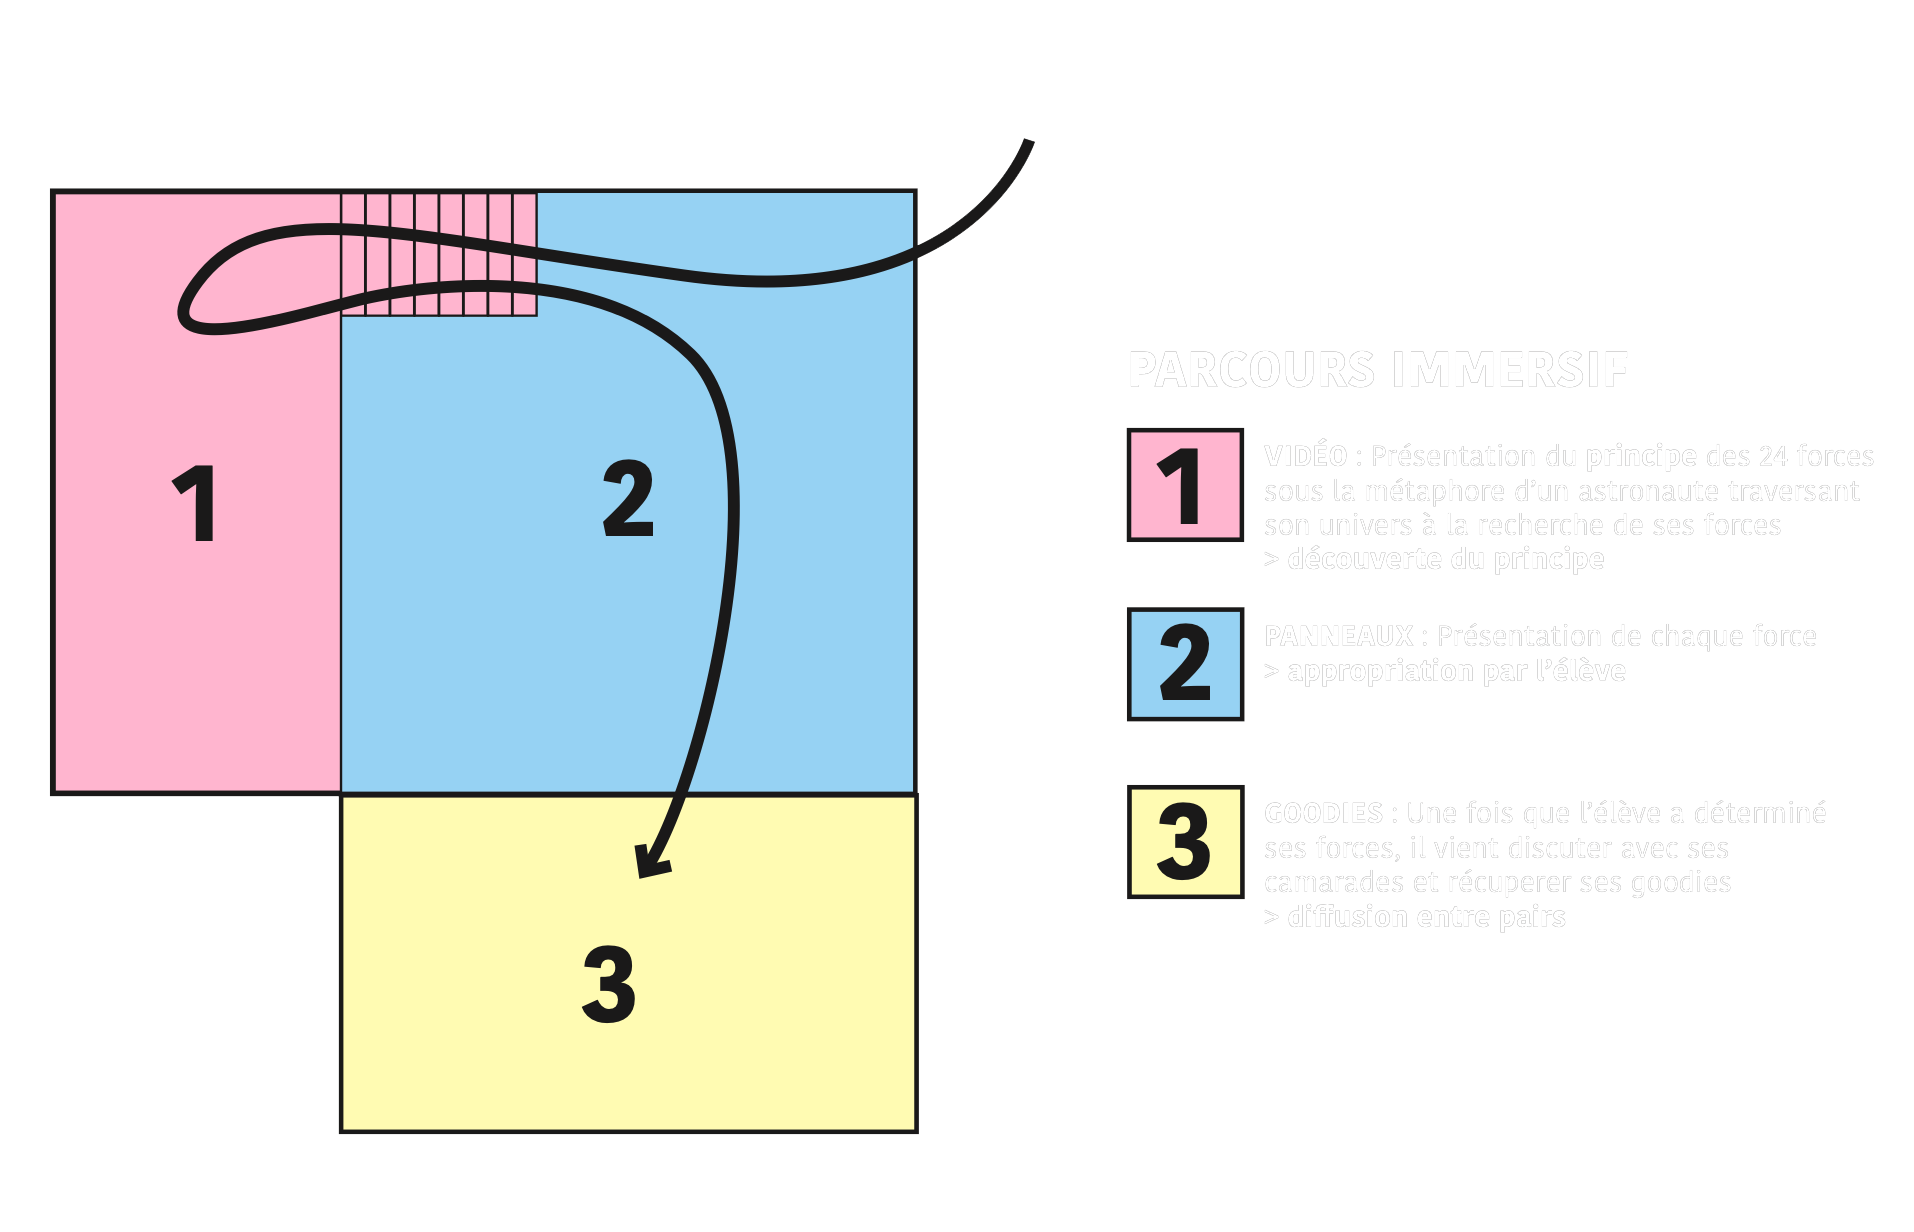 1
2
3
PARCOURS IMMERSIF
1
VIDÉO : Présentation du principe des 24 forces
sous la métaphore d’un astronaute traversant
son univers à la recherche de ses forces
> découverte du principe
2
PANNEAUX : Présentation de chaque force
> appropriation par l’élève
3
GOODIES : Une fois que l’élève a déterminé
ses forces, il vient discuter avec ses
camarades et récuperer ses goodies
> diffusion entre pairs